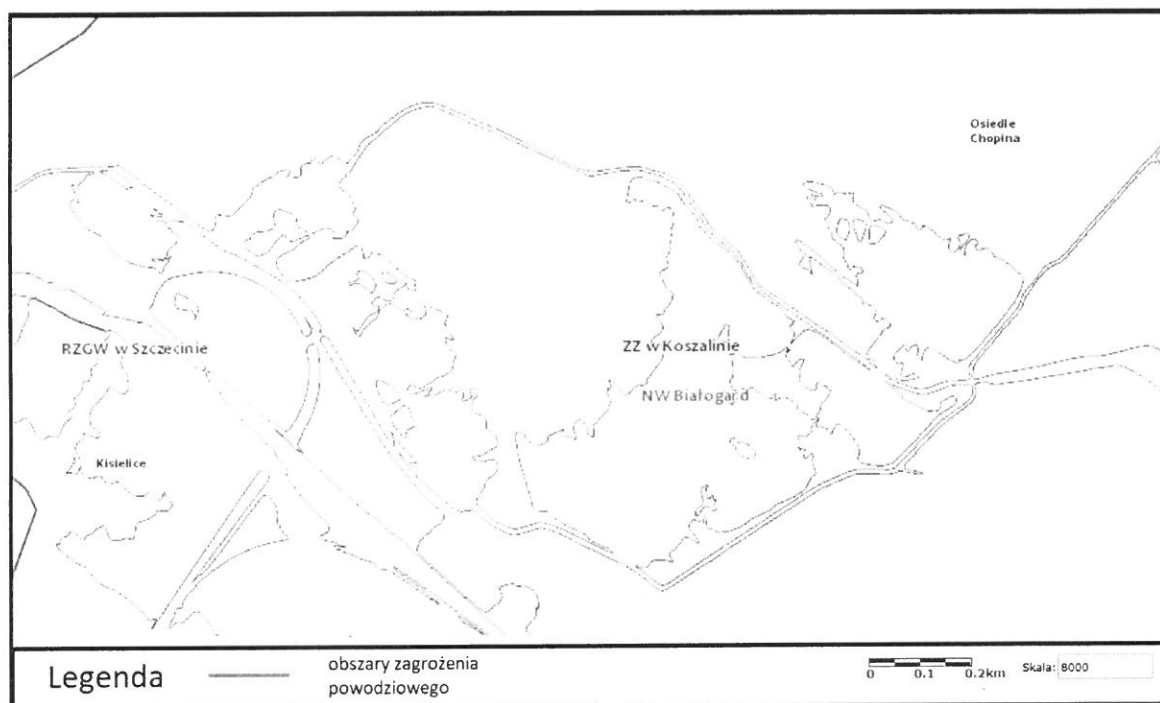 Osiedle
Chopina
RZGW w Szczecinie
ZZ w Koszalinie
NW Białogard
Kisielice
Legenda
obszary zagrożenia
powodziowego
0 0.1 0.2km
Skala: 8000